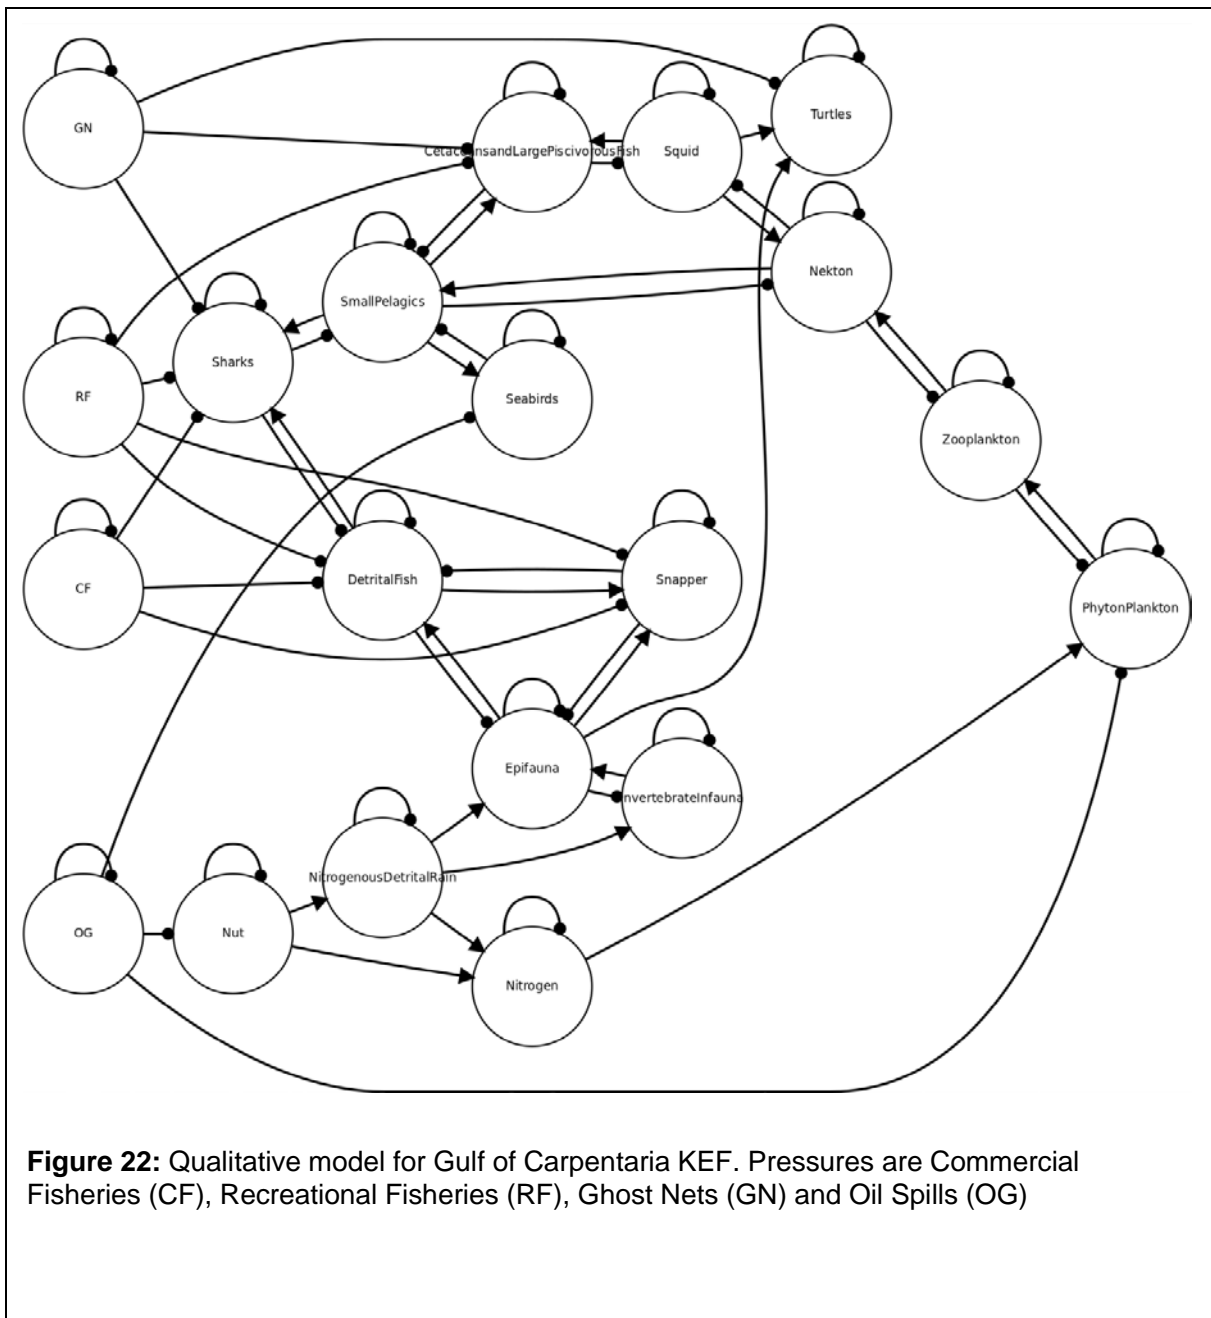 GN
Turtles
CetaceansandLargePiscivorousFish
Squid
Nekton
SmallPelagics
Sharks
Seabirds
RF
Zooplankton
CF
DetritalFish
Snapper
PhytonPlankton
Epifauna
nvertebrateInfauna
NitrogenousDetritalRain
OG
Nut
Nitrogen
Figure 22: Qualitative model for Gulf of Carpentaria KEF. Pressures are Commercial
Fisheries (CF), Recreational Fisheries (RF), Ghost Nets (GN) and Oil Spills (OG)